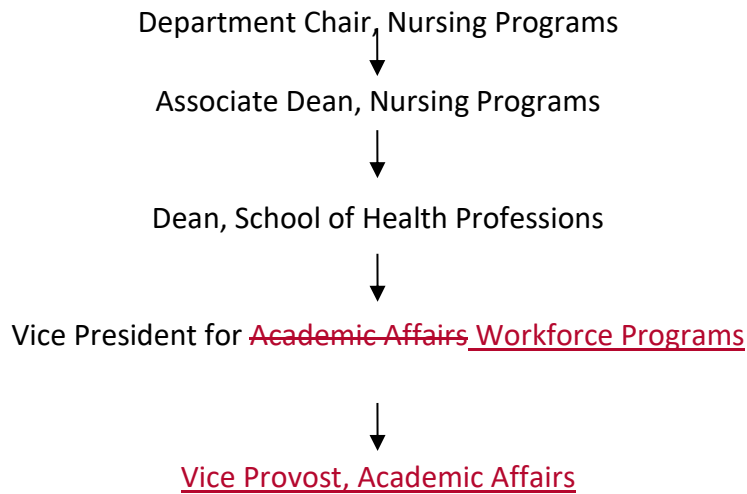 Department Chair, Nursing Programs
Associate Dean, Nursing Programs
Dean, School of Health Professions
Vice President for Academic Affairs Workforce Programs
Vice Provost, Academic Affairs